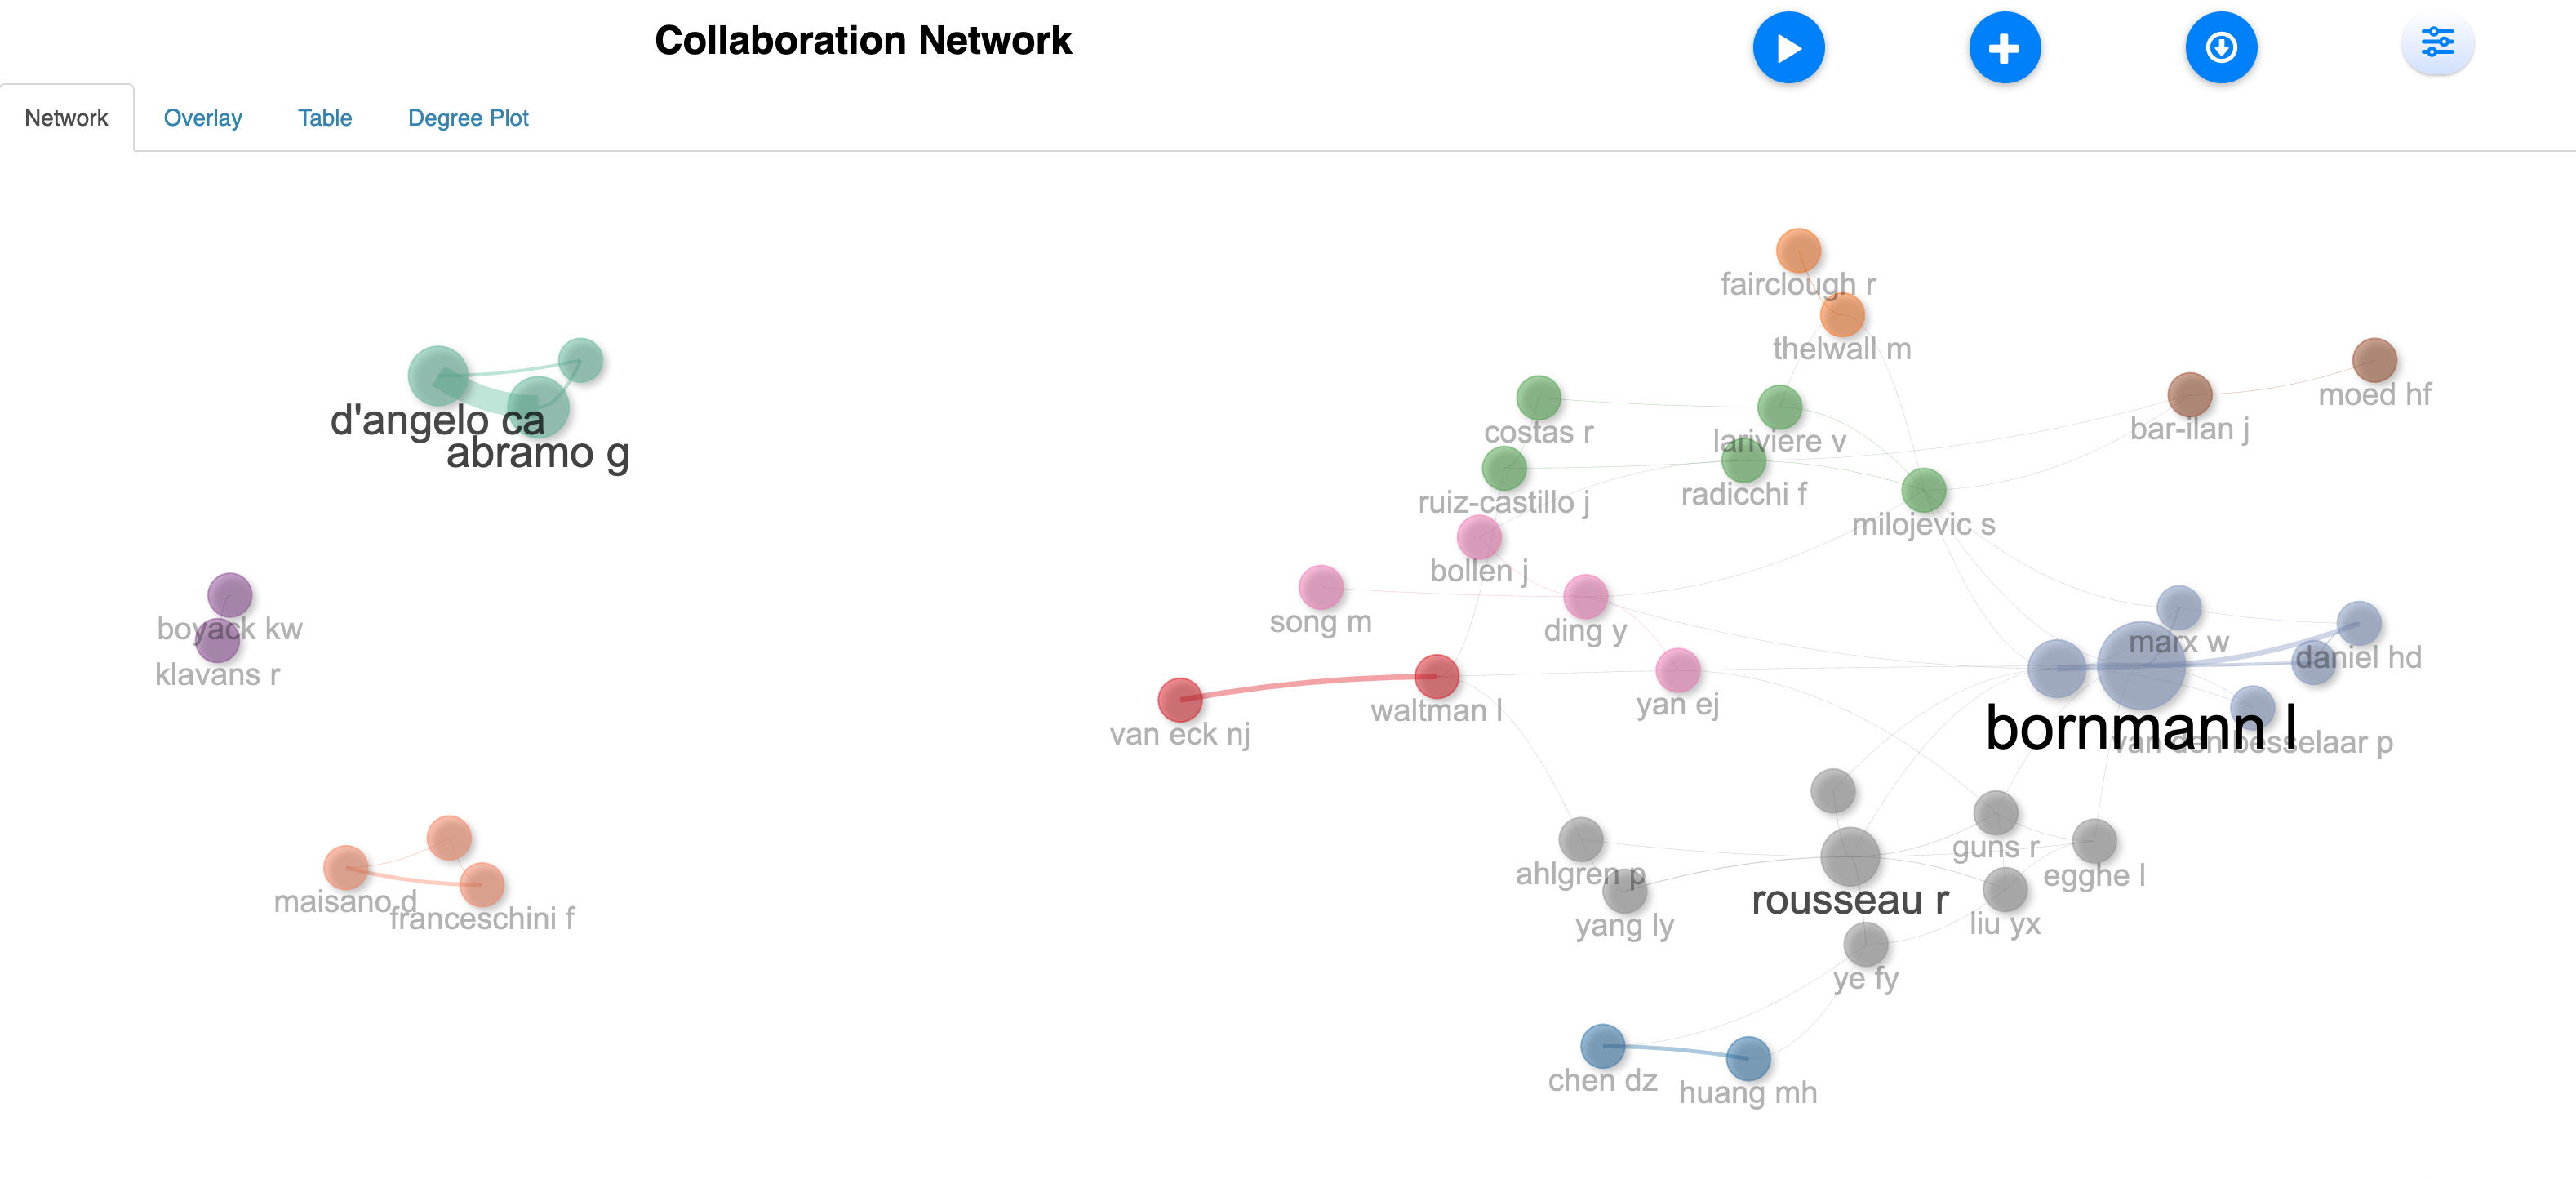 Collaboration Network
Network
Overlay
Table
Degree Plot
fairclough r
thelwall m
moed hf
bar-ilan j
costas r
lariviere v
d'angelo ca
abramo g
ruiz-castillo j
radicchi f
milojevic s
bollen j
song m
ding y
boyack kw
klavans r
marx w
daniel hd
yan ej
waltman l
van eck nj
bornmann l
van den besselaar p
guns r
ahlgren p
egghe l
rousseau r
maisano d
franceschini f
yang ly
liu yx
ye fy
chen dz
huang mh